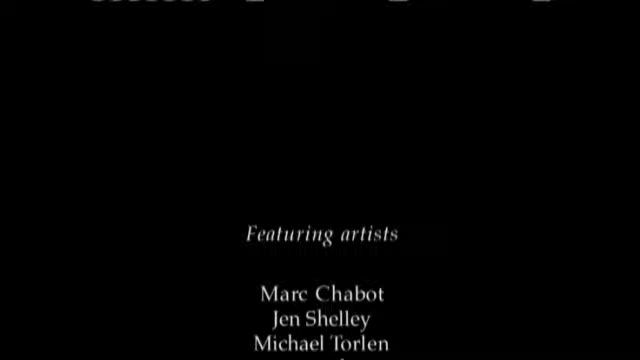 Featuring artists
Marc Chabot
Jen Shelley
Michael Torlen